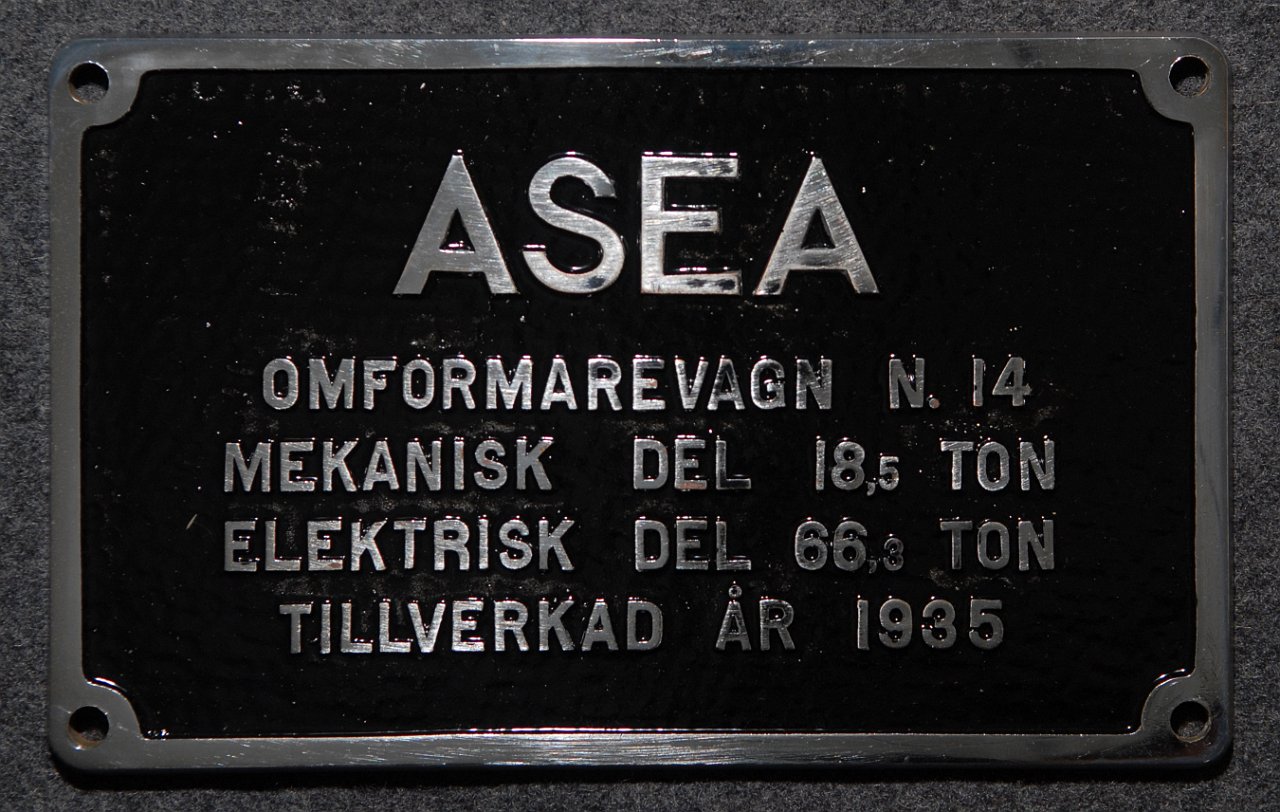 ASEA
OMFORMAREVAGN N. 14
MEKANISK DEL 18,5 TON
ELEKTRISK DEL 66,3 TON
TILLVERKAD ÅR 1935